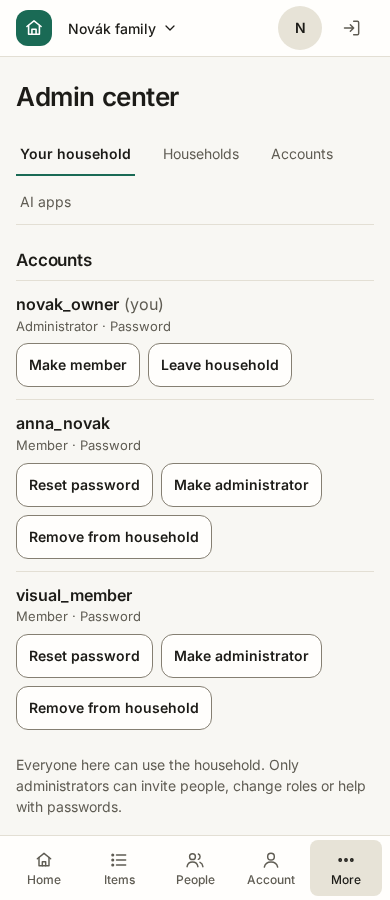 Novák family
N
Admin center
Your household
Households
Accounts
AI apps
Accounts
novak_owner (you)
Administrator · Password
Make member
Leave household
anna_novak
Member · Password
Reset password
Make administrator
Remove from household
visual_member
Member · Password
Reset password
Make administrator
Remove from household
Everyone here can use the household. Only
administrators can invite people, change roles or help
with passwords.
Home
Items
People
Account
More